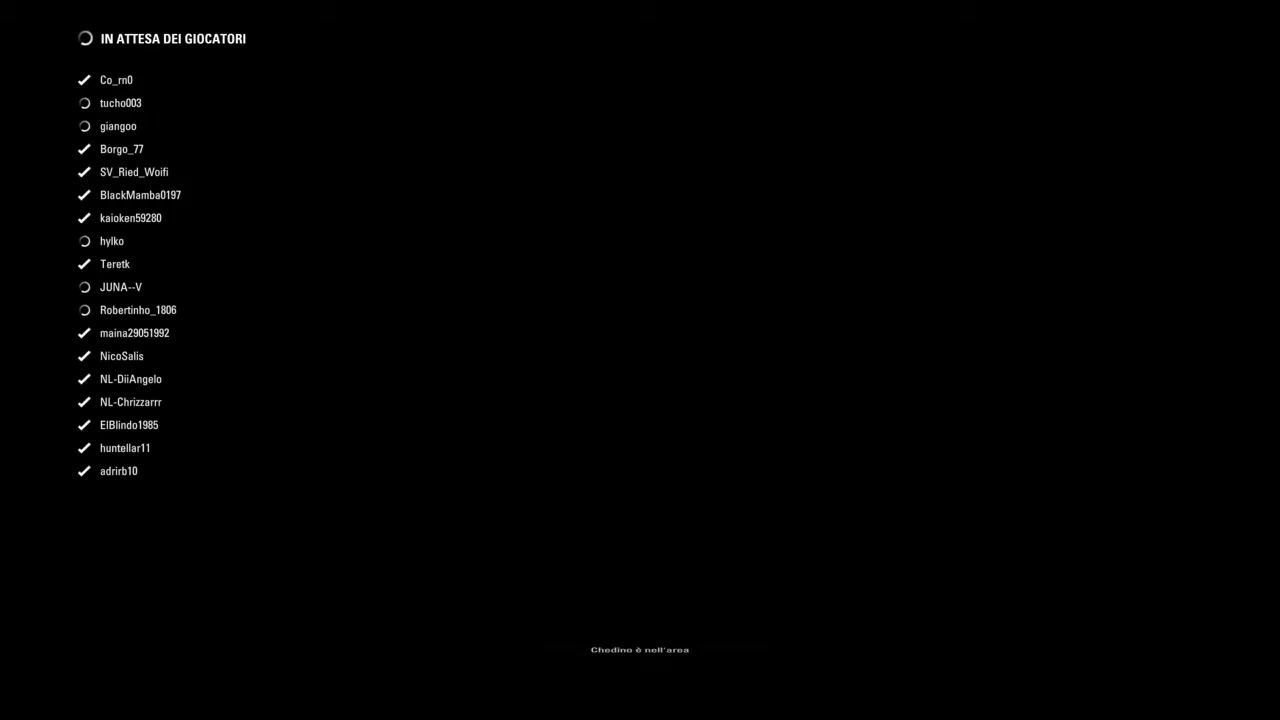 IN ATTESA DEI GIOCATORI
Co_rn0
tucho003
giangoo
Borgo_77
SV_Ried_Woifi
BlackMamba0197
kaioken59280
hylko
Teretk
JUNA--V
Robertinho_1806
maina29051992
NicoSalis
NL-DiiAngelo
NL-Chrizzarrr
ElBlindo1985
huntellar11
adrirb10
Chedino è nell'area